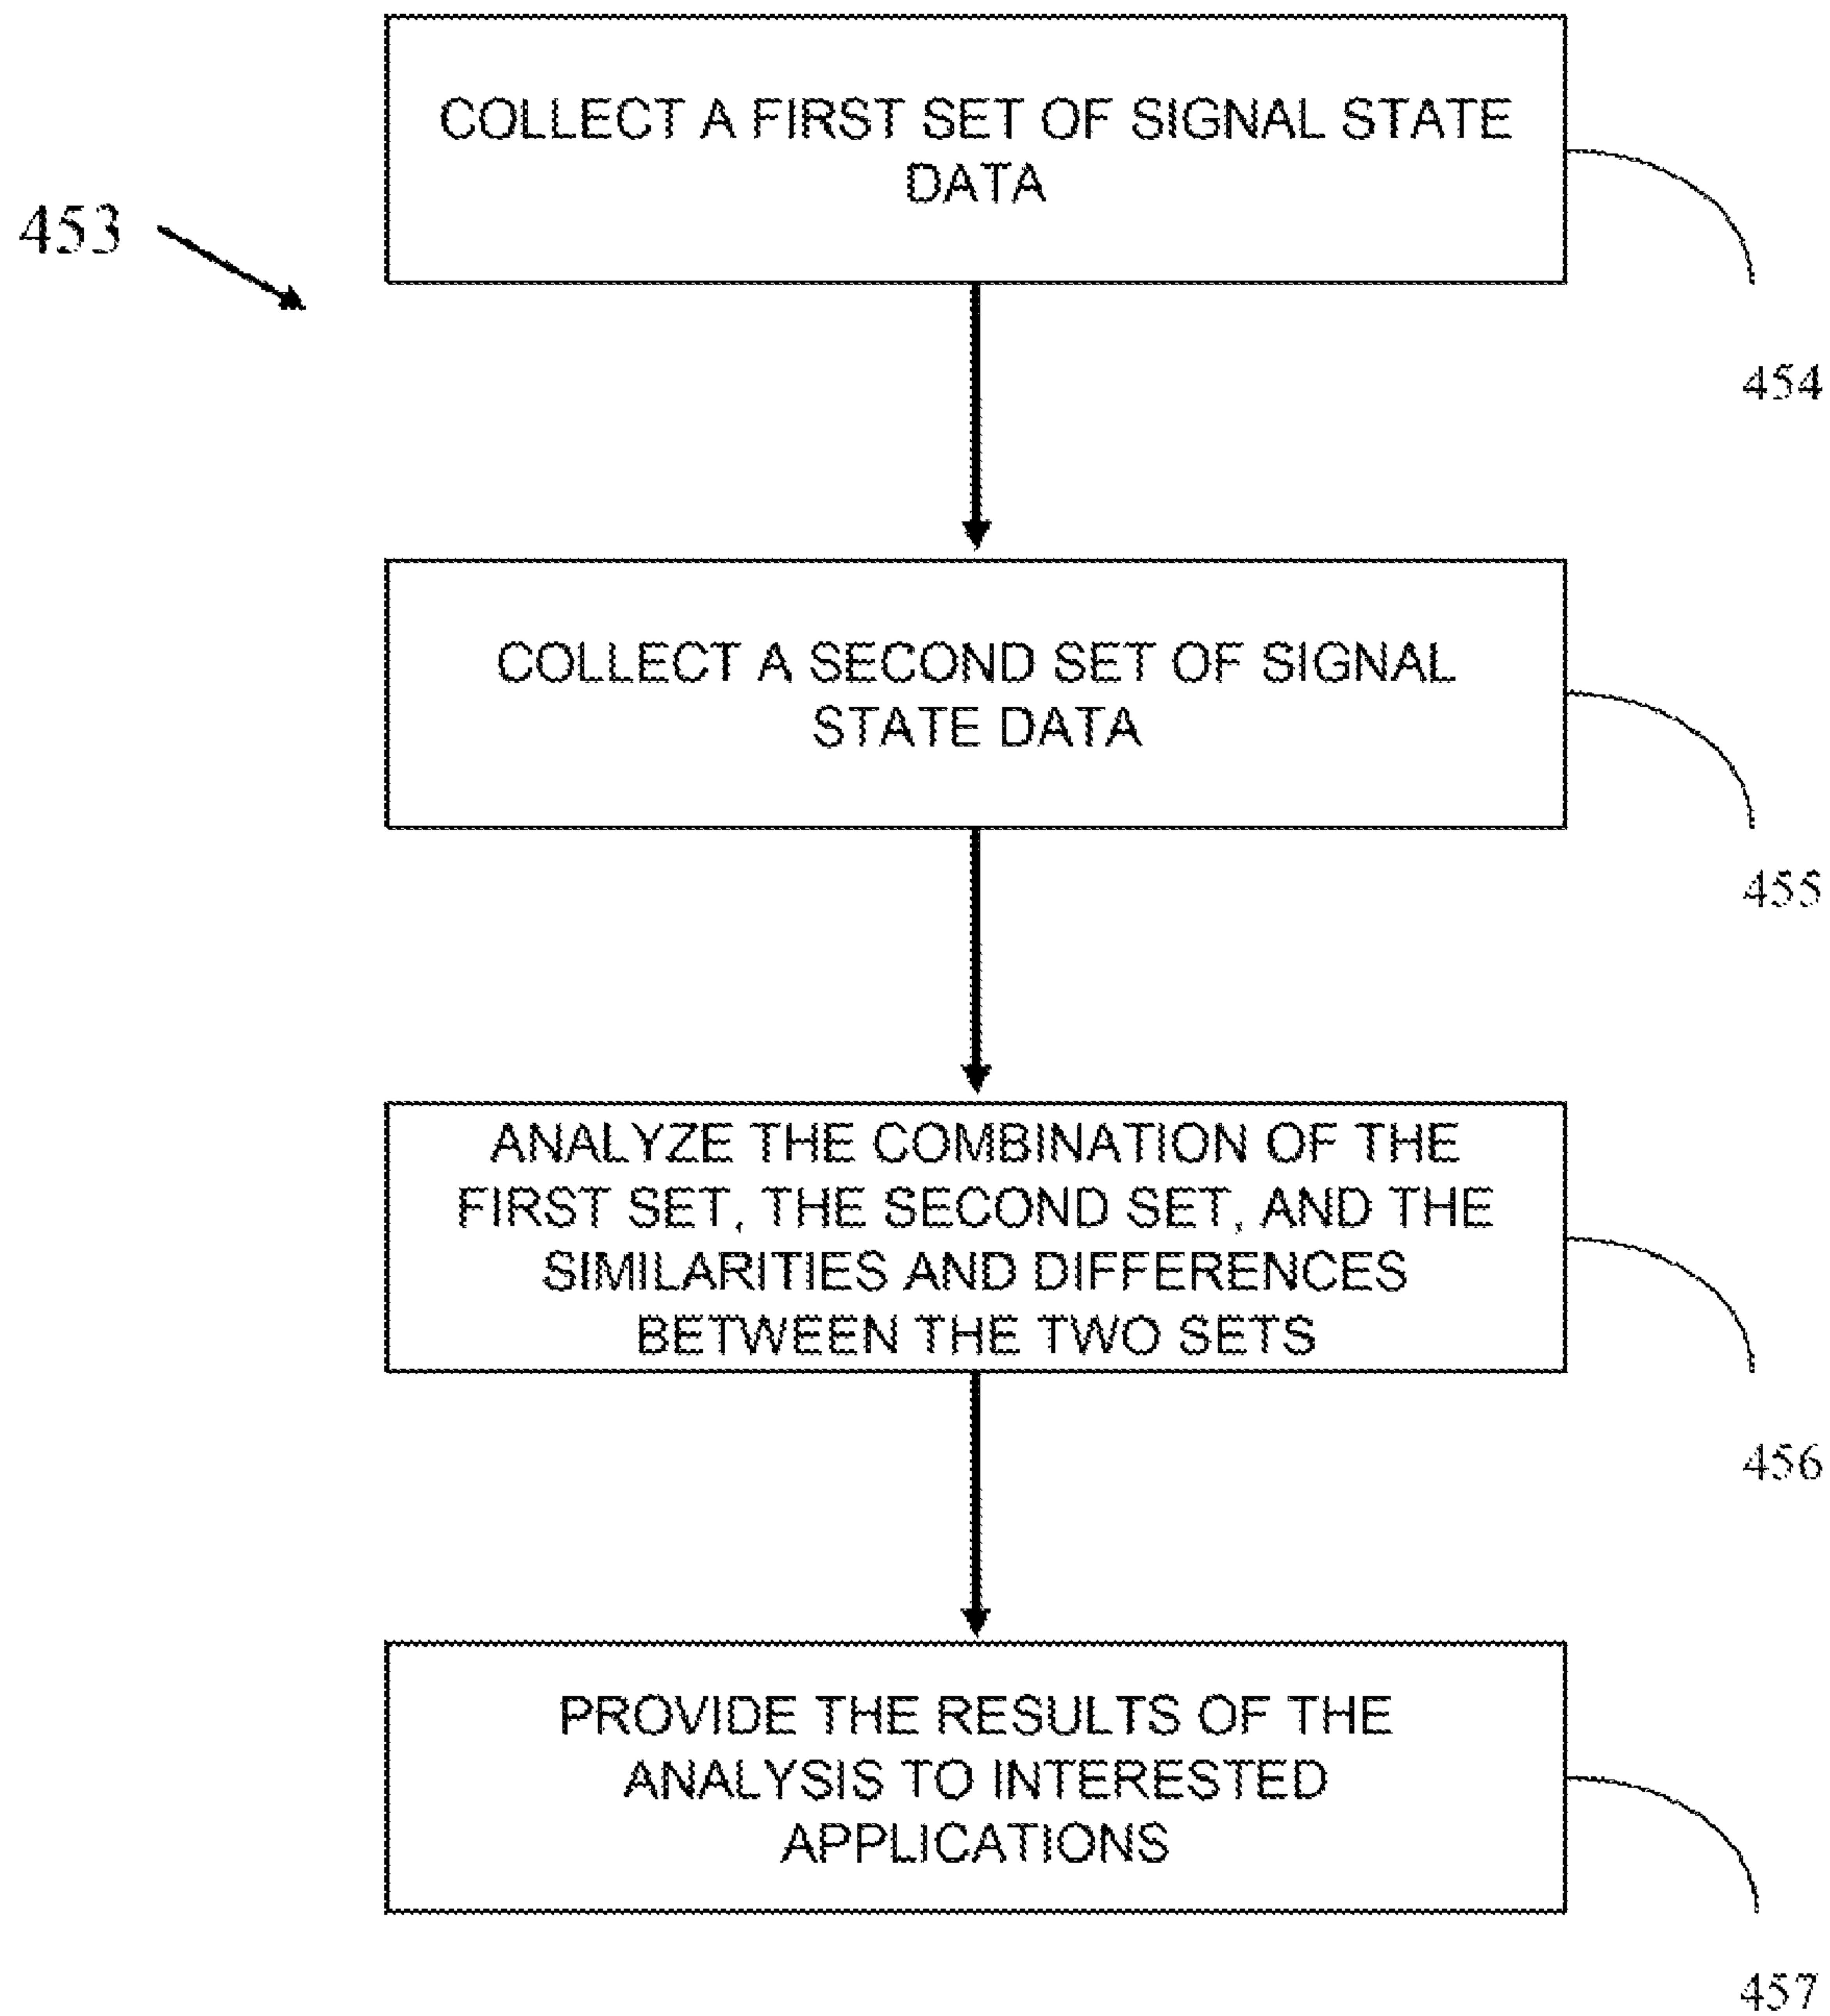 COLLECT A FIRST SET OF SIGNAL STATE
DATA
453
454
COLLECT A SECOND SET OF SIGNAL
STATE DATA
455
ANALYZE THE COMBINATION OF THE
FIRST SET, THE SECOND SET, AND THE
SIMILARITIES AND DIFFERENCES
BETWEEN THE TWO SETS
456
PROVIDE THE RESULTS OF THE
ANALYSIS TO INTERESTED
APPLICATIONS
457